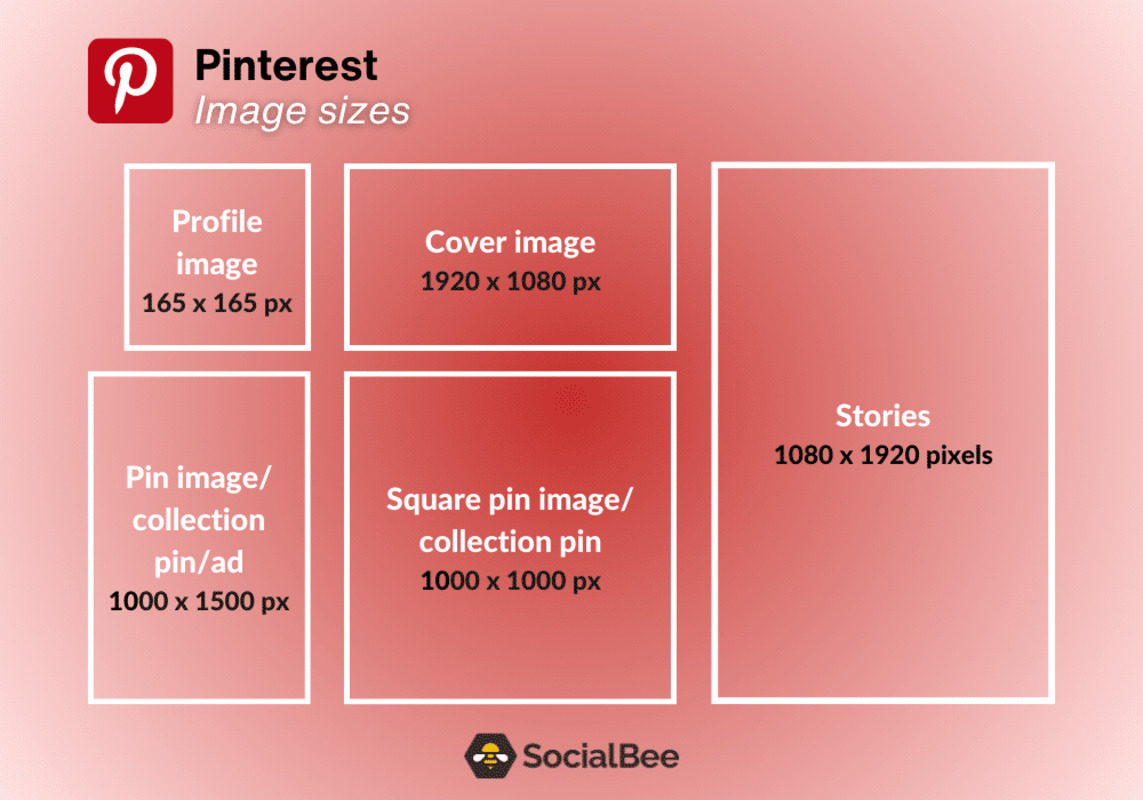 Pinterest
Image sizes
Profile
image
165 x 165 px
Cover image
1920 x 1080 px
Stories
1080 x 1920 pixels
Pin image/
collection
pin/ad
1000 x 1500 px
Square pin image/
collection pin
1000 x 1000 px
SocialBee